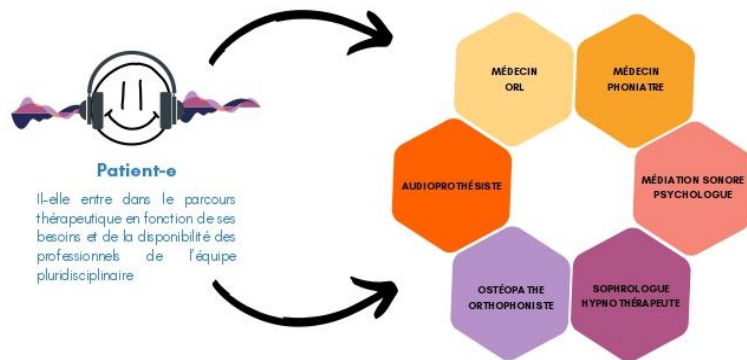 Patient-e
Il-elle entre dans le parcours
thérapeutique en fonction de ses
besoins et de la disponibilité des
professionnels de l'équipe
pluridisciplinaire
MÉDECIN
ORL
MÉDECIN
PHONIATRE
AUDIOPROTHÉSISTE
MÉDIATION SONORE
PSYCHOLOGUE
OSTÉOPATHE
ORTHOPHONISTE
SOPHROLOGUE
HYPNOTHÉRAPEUTE